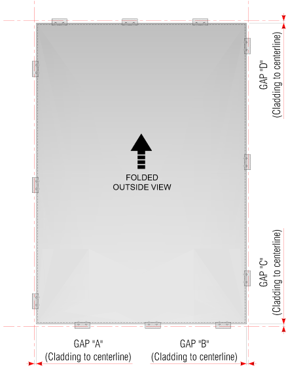 GAP "D"
(Cladding to centerline)
FOLDED
OUTSIDE VIEW
GAP "C"
(Cladding to centerline)
GAP "A"
(Cladding to centerline)
GAP "B"
(Cladding to centerline)